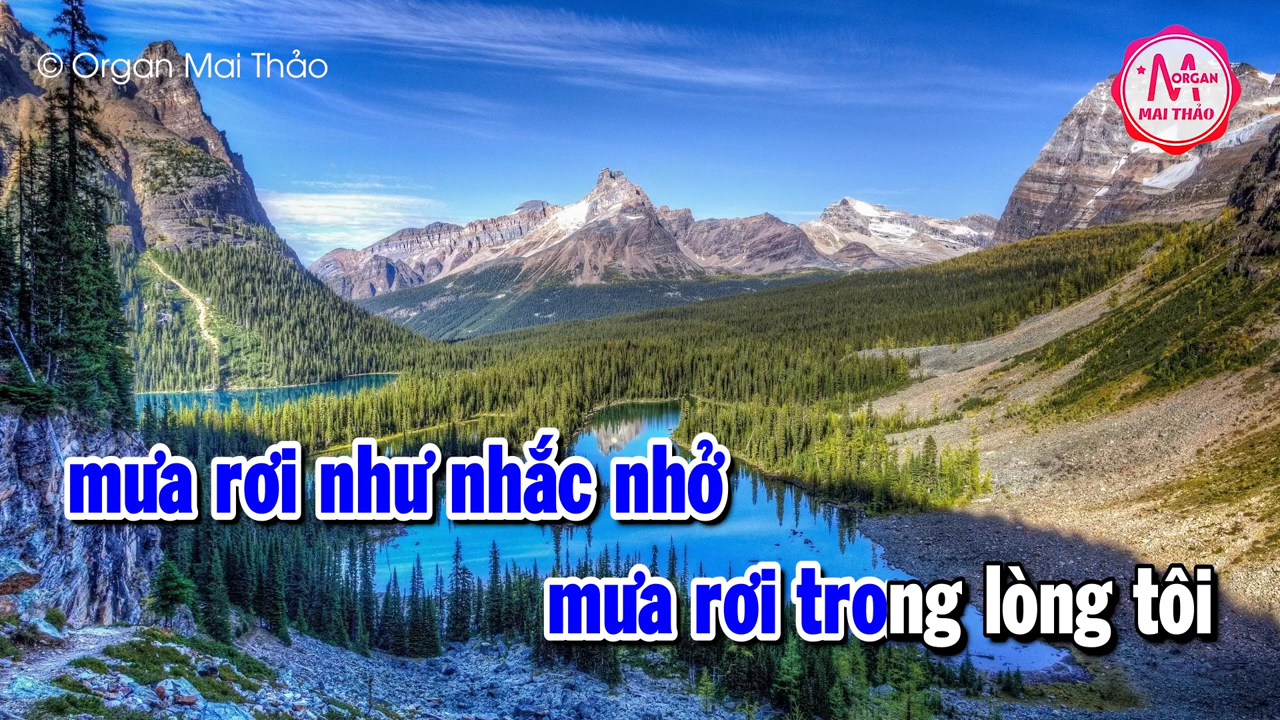 © Organ Mai Thảo
M ORGAN
MAI THẢO
mưa rơi như nhắc nhở
mưa rơi trong lòng tôi